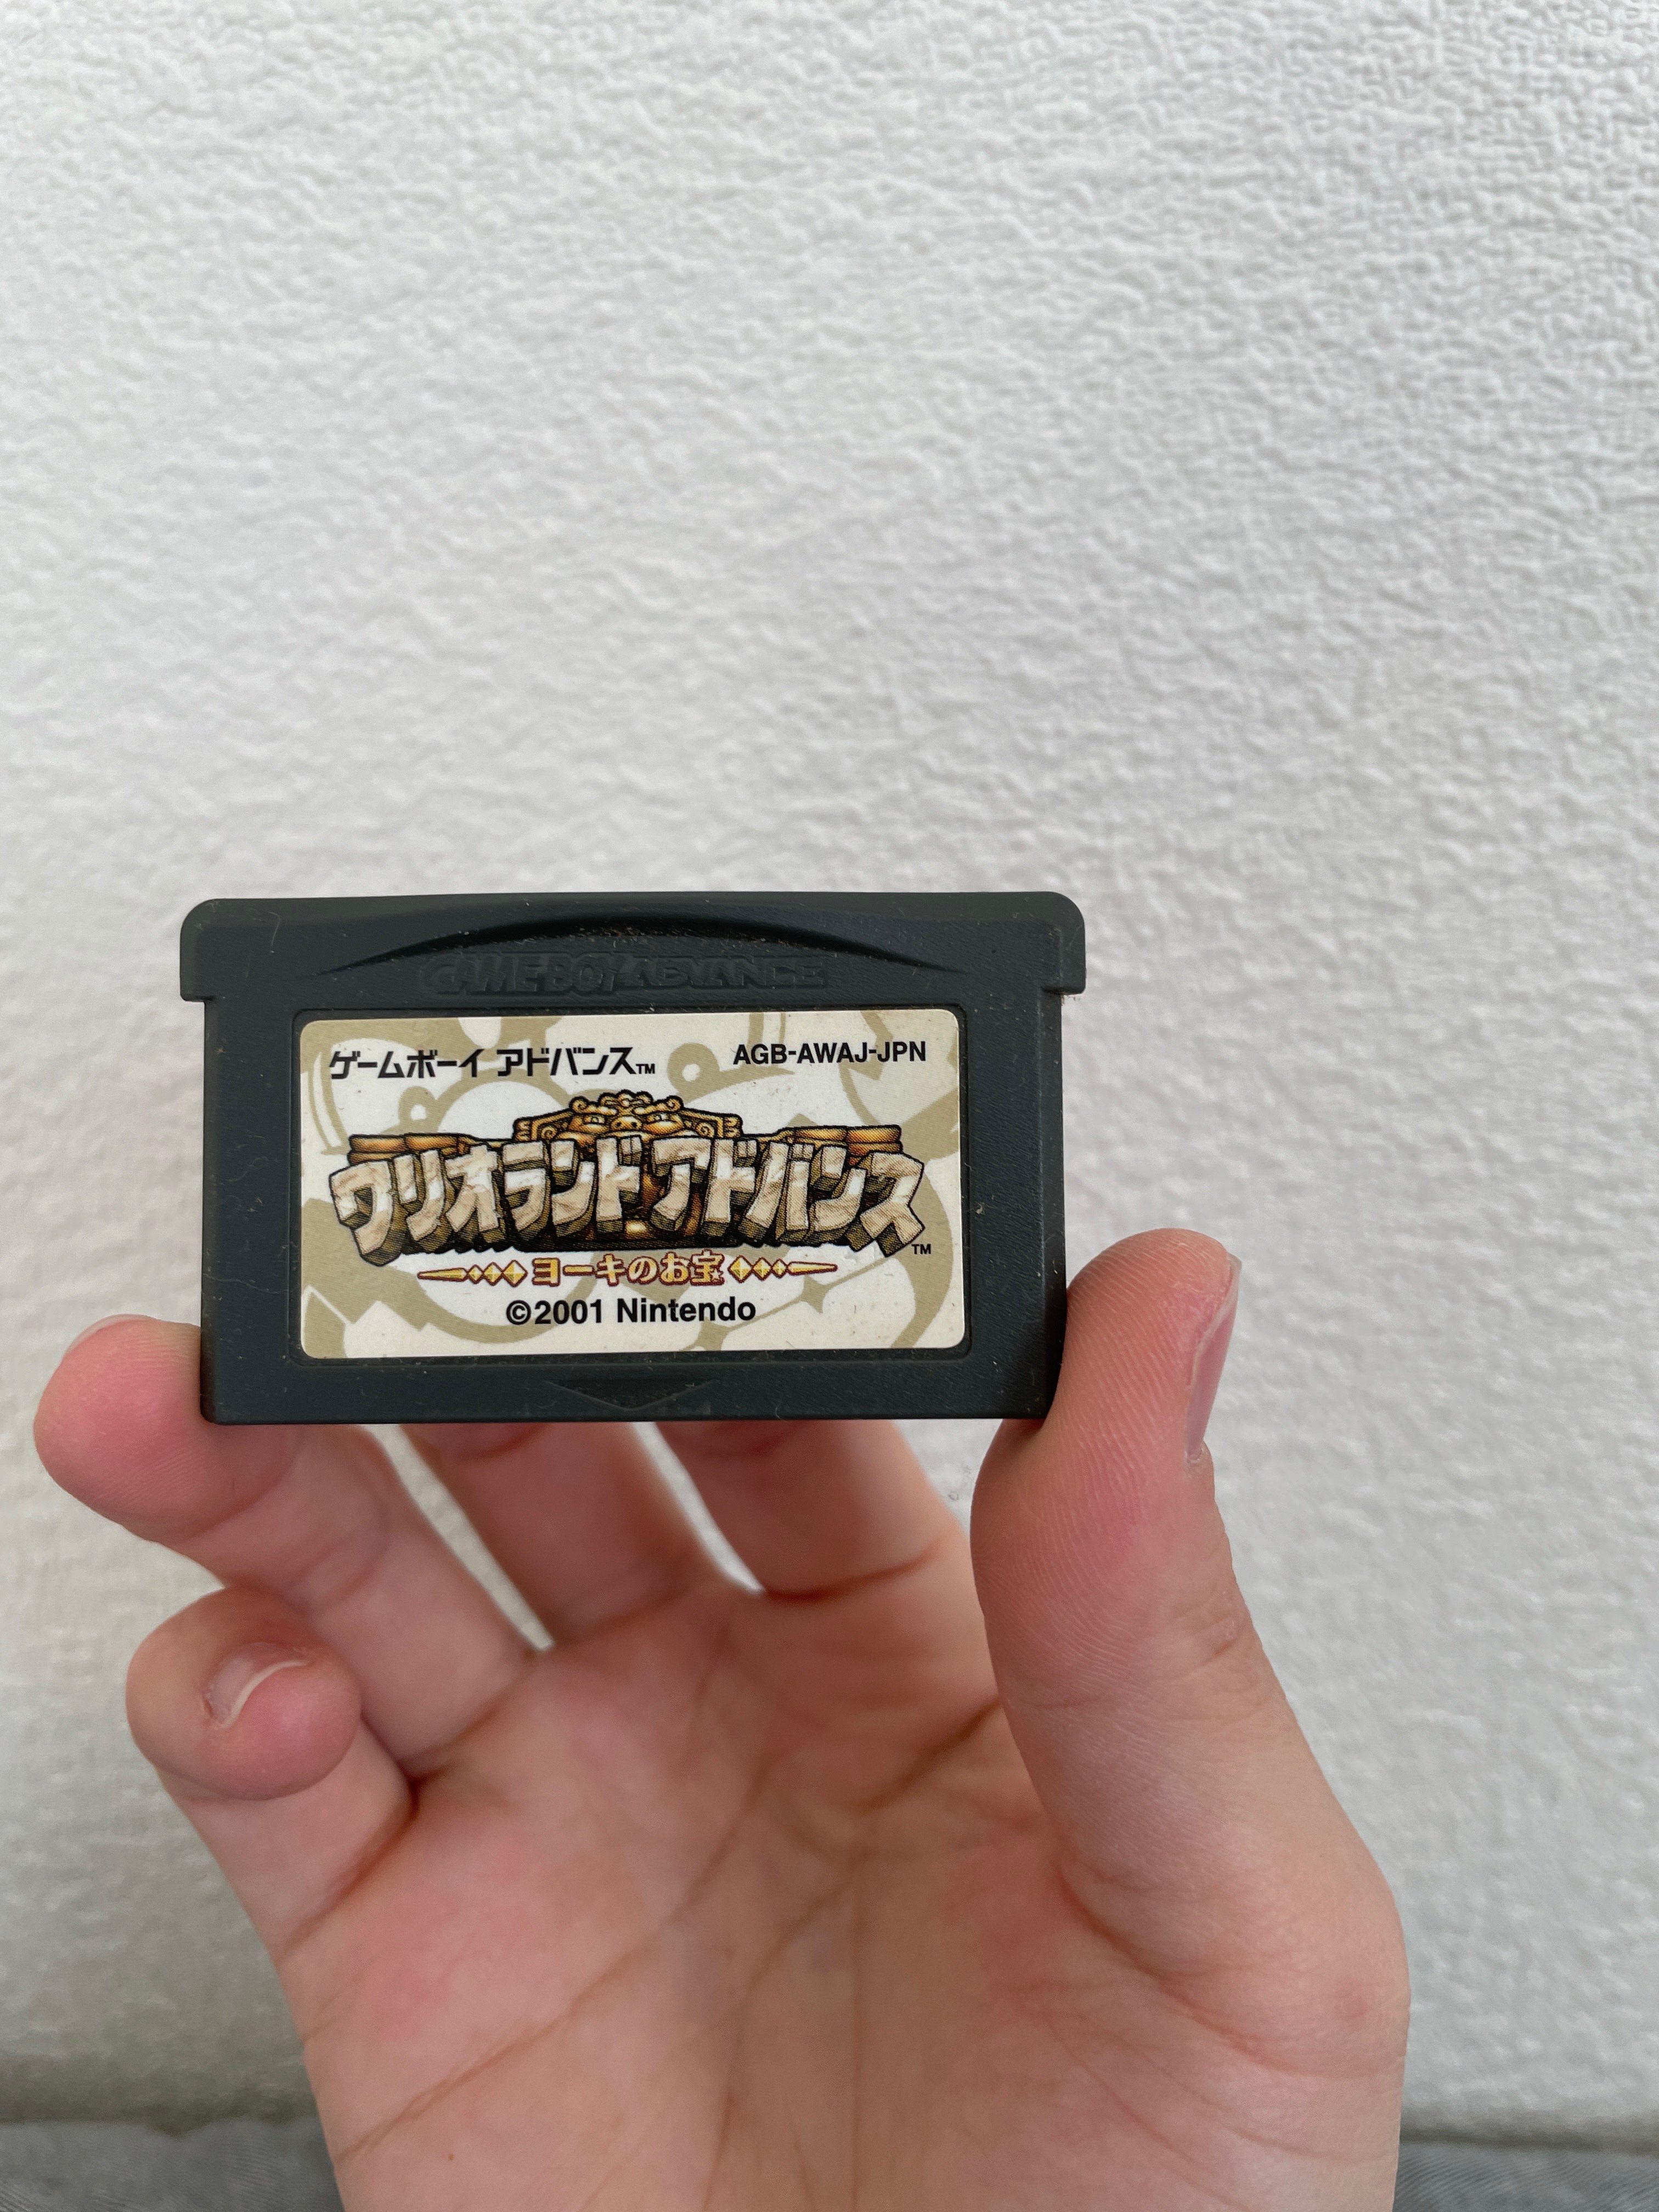 GAME BOY ADVANCE
ゲームボーイ アドバンス™
AGB-AWAJ-JPN
ワリオランド アドバンス™
ヨーキのお宝
©2001 Nintendo